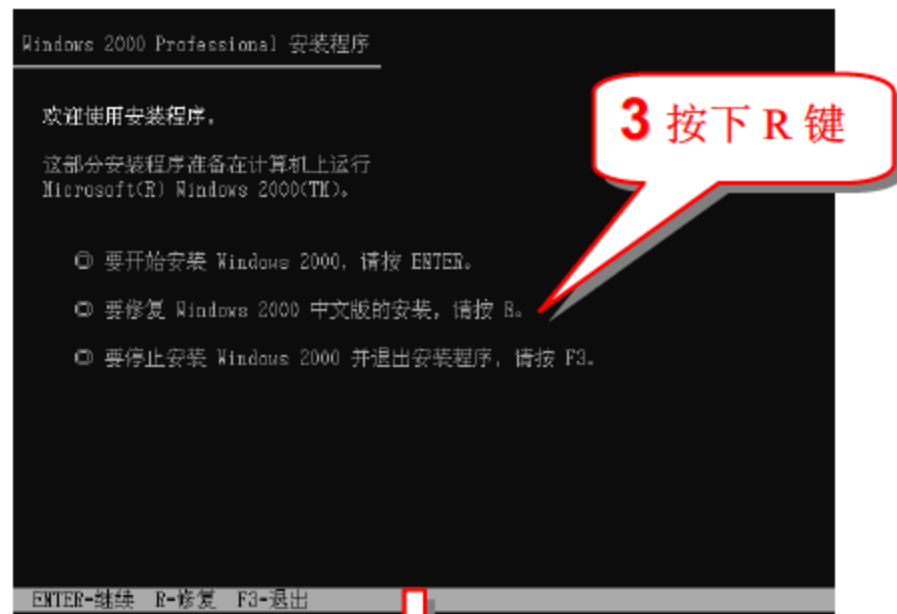 Windows 2000 Professional 安装程序
欢迎使用安装程序。
这部分安装程序准备在计算机上运行
Microsoft(R) Windows 2000(TM)。
◎ 要开始安装 Windows 2000, 请按 ENTER。
◎ 要修复 Windows 2000 中文版的安装, 请按 R。
◎ 要停止安装 Windows 2000 并退出安装程序, 请按 F3。
3 按下 R 键
ENTER-继续 R-修复 F3-退出